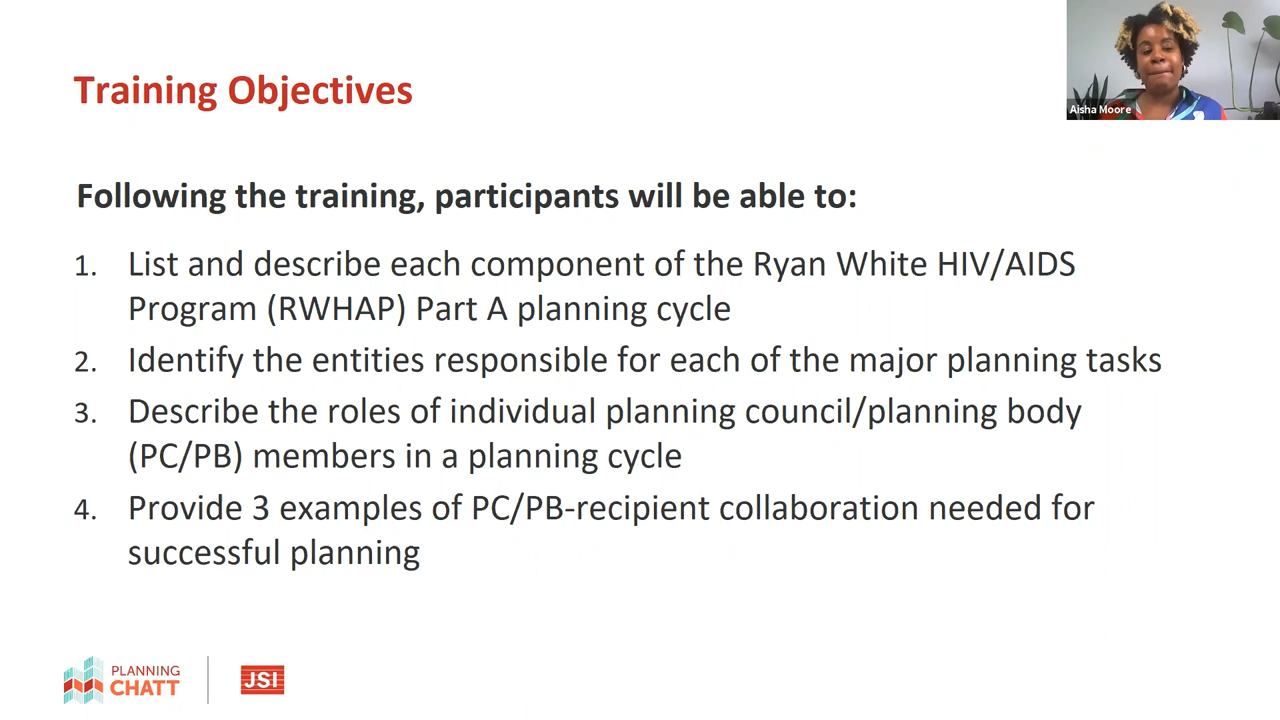 Training Objectives
Aisha Moore
Following the training, participants will be able to:
1. List and describe each component of the Ryan White HIV/AIDS
Program (RWHAP) Part A planning cycle
2. Identify the entities responsible for each of the major planning tasks
3. Describe the roles of individual planning council/planning body
(PC/PB) members in a planning cycle
4. Provide 3 examples of PC/PB-recipient collaboration needed for
successful planning
PLANNING
CHATT
JSI